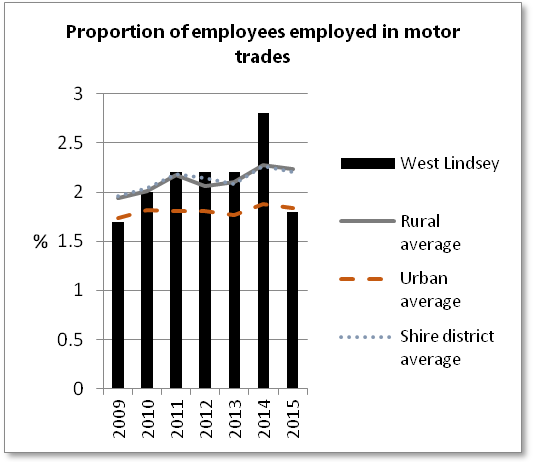 Proportion of employees employed in motor
trades
3
2.5
2
1.5
1
0.5
0
%
2009
2010
2011
2012
2013
2014
2015
West Lindsey
Rural
average
Urban
average
Shire district
average